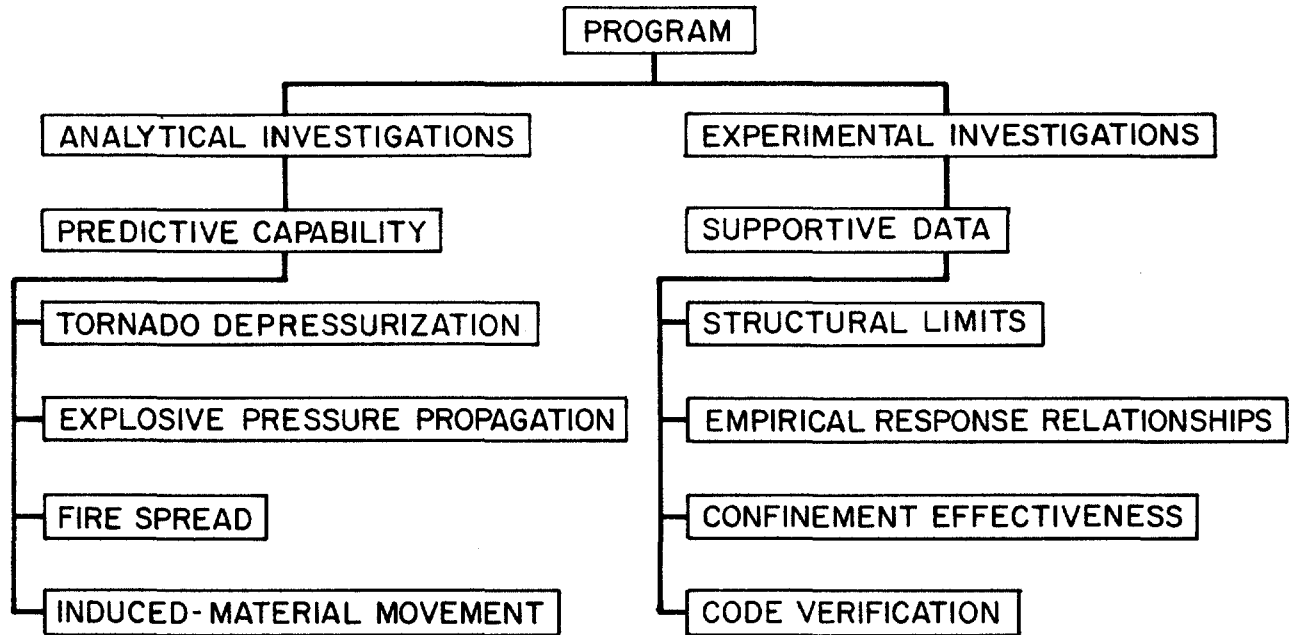 PROGRAM
ANALYTICAL INVESTIGATIONS
PREDICTIVE CAPABILITY
TORNADO DEPRESSURIZATION
EXPLOSIVE PRESSURE PROPAGATION
FIRE SPREAD
INDUCED-MATERIAL MOVEMENT
EXPERIMENTAL INVESTIGATIONS
SUPPORTIVE DATA
STRUCTURAL LIMITS
EMPIRICAL RESPONSE RELATIONSHIPS
CONFINEMENT EFFECTIVENESS
CODE VERIFICATION